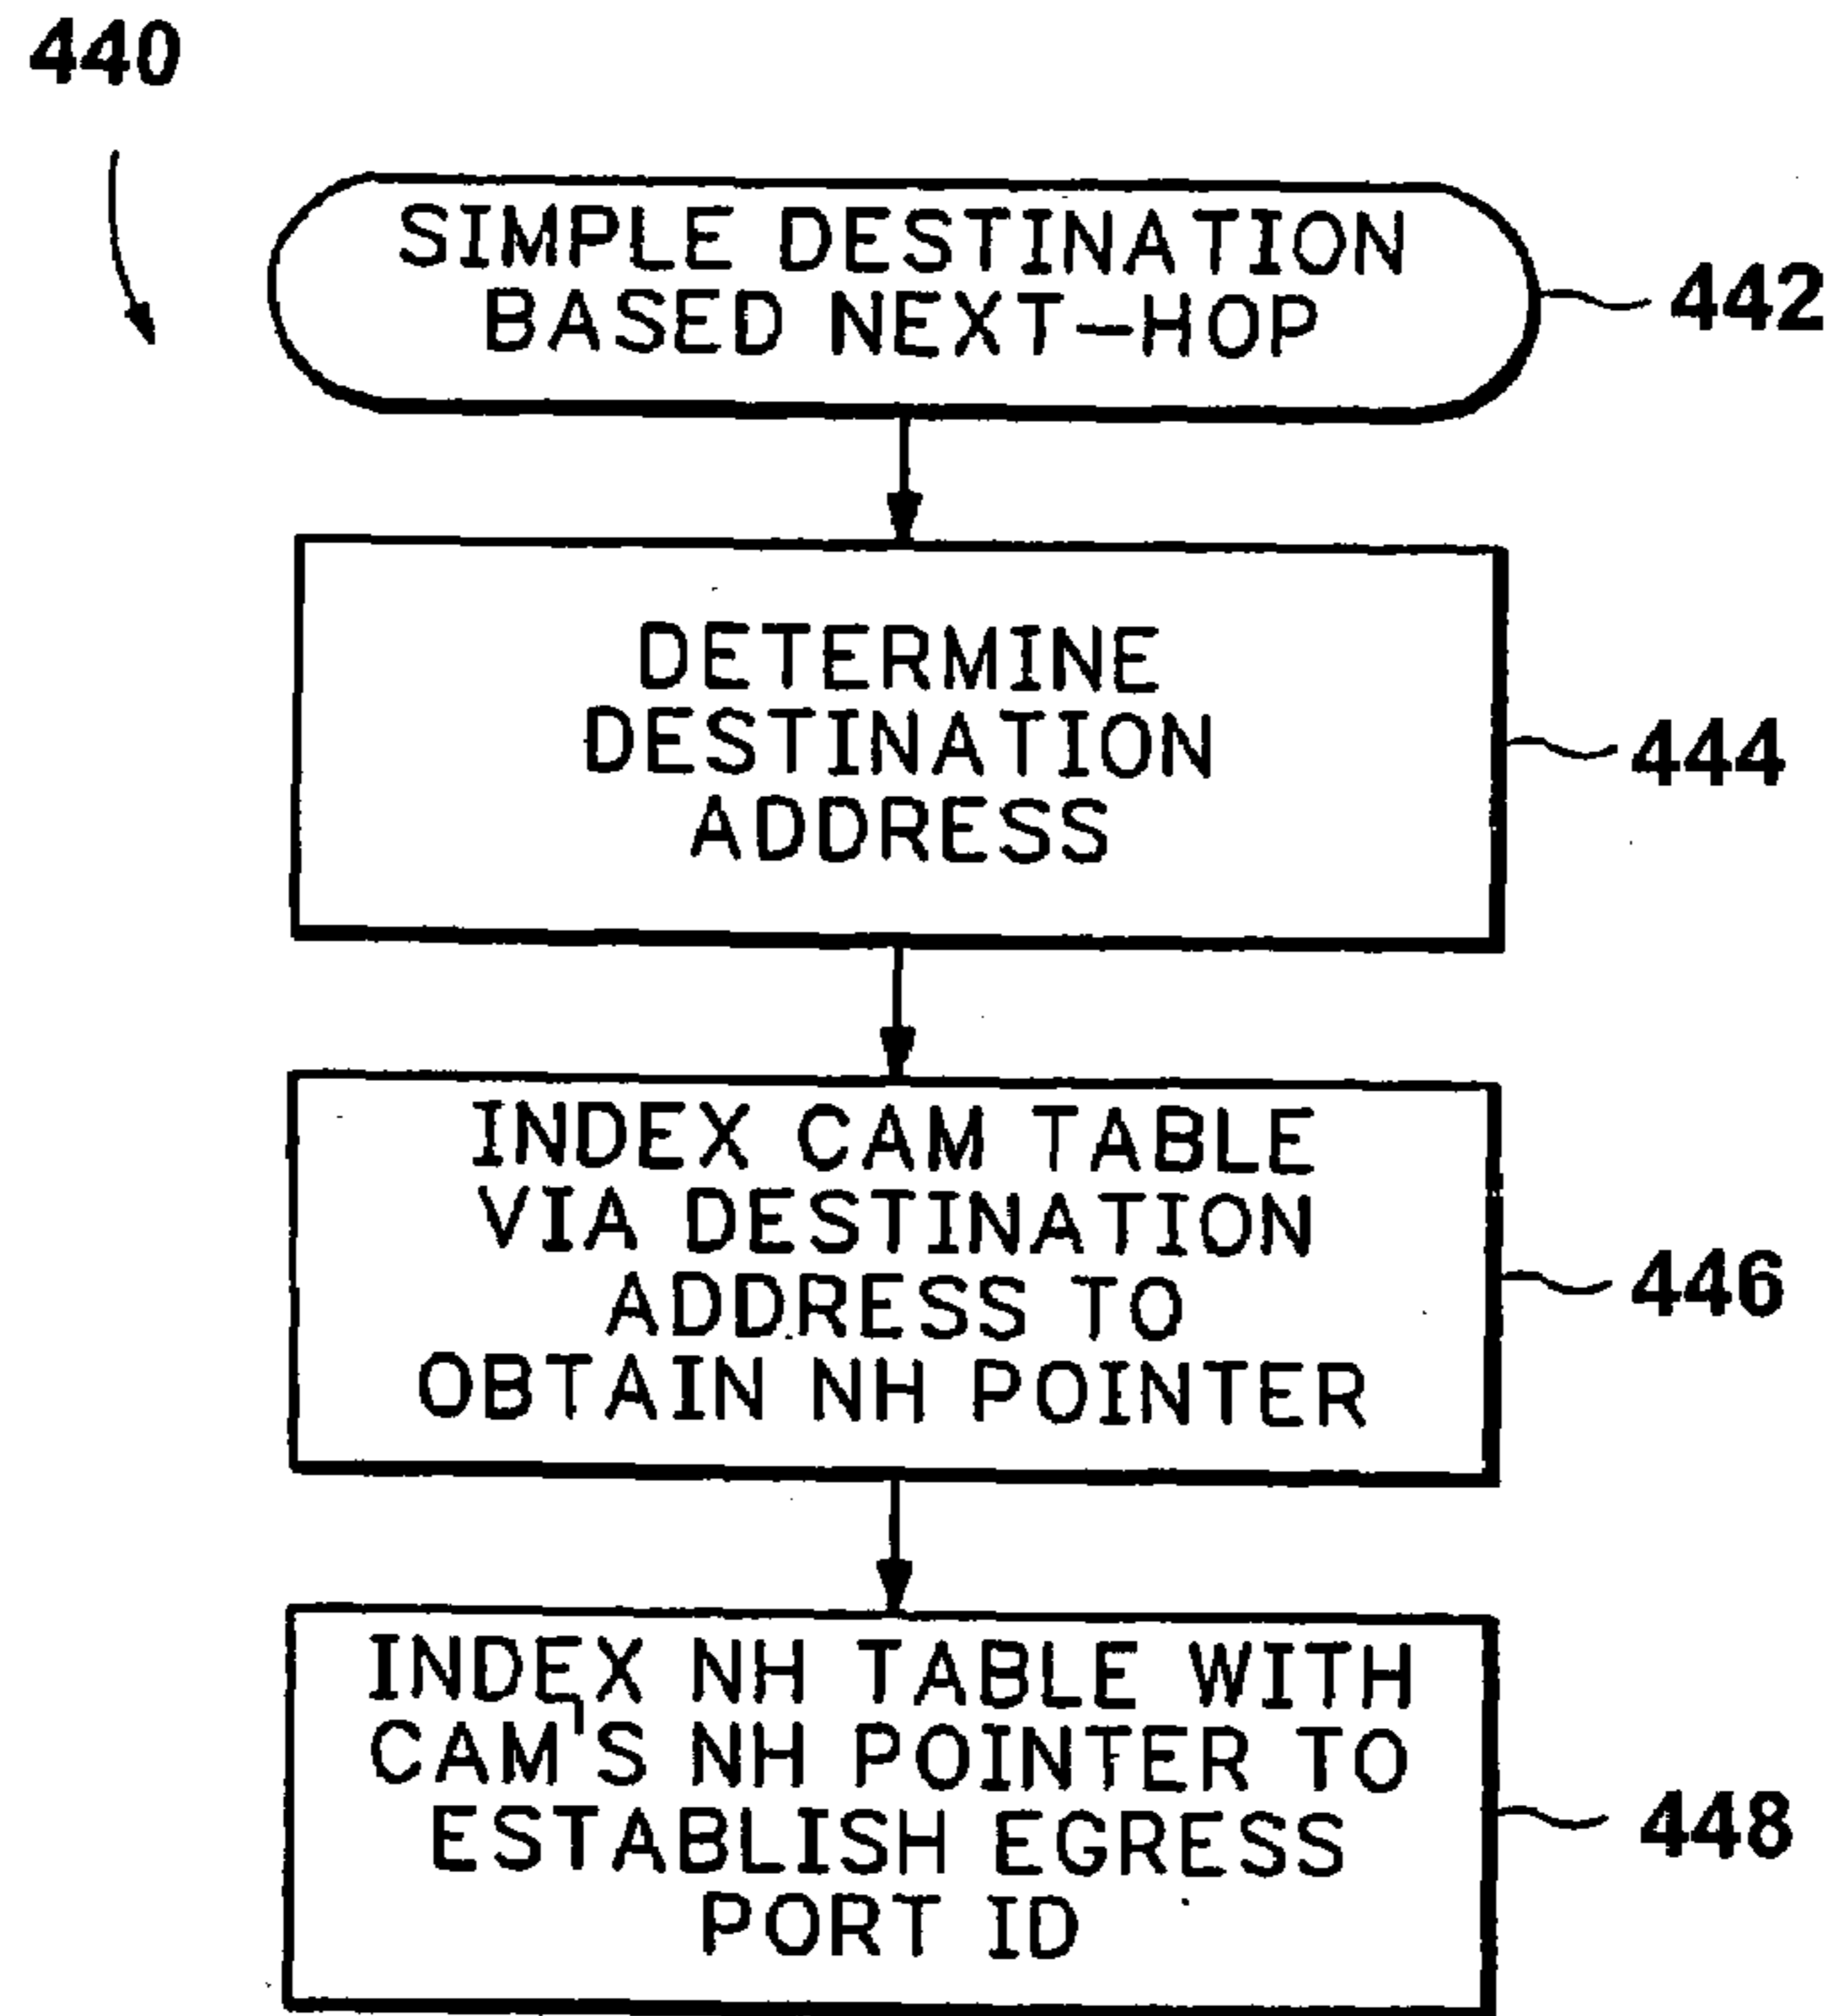 440
SIMPLE DESTINATION
BASED NEXT-HOP
442
DETERMINE
DESTINATION
ADDRESS
444
INDEX CAM TABLE
VIA DESTINATION
ADDRESS TO
OBTAIN NH POINTER
446
INDEX NH TABLE WITH
CAM'S NH POINTER TO
ESTABLISH EGRESS
PORT ID
448